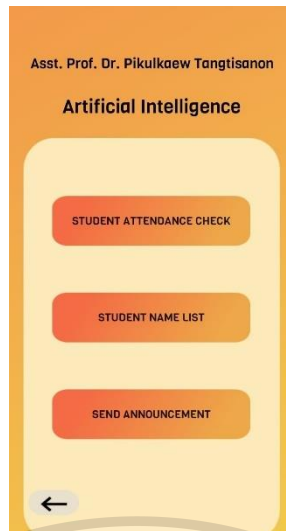 Asst. Prof. Dr. Pikulkaew Tangtisanon
Artificial Intelligence
STUDENT ATTENDANCE CHECK
STUDENT NAME LIST
SEND ANNOUNCEMENT